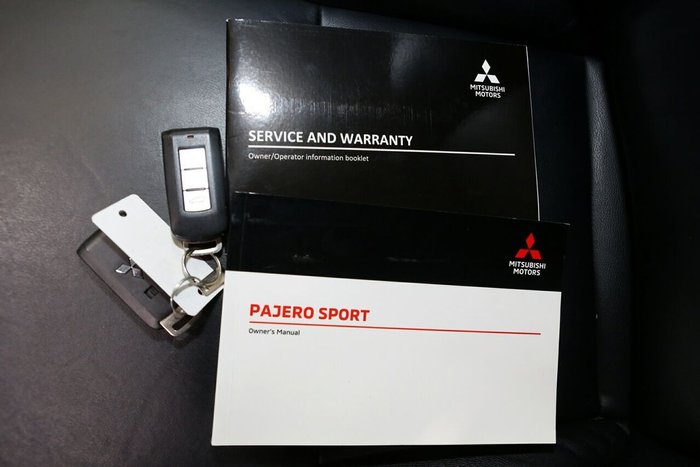 MITSUBISHI
MOTORS
SERVICE AND WARRANTY
Owner/Operator information booklet
MITSUBISHI
MOTORS
PAJERO SPORT
Owner's Manual